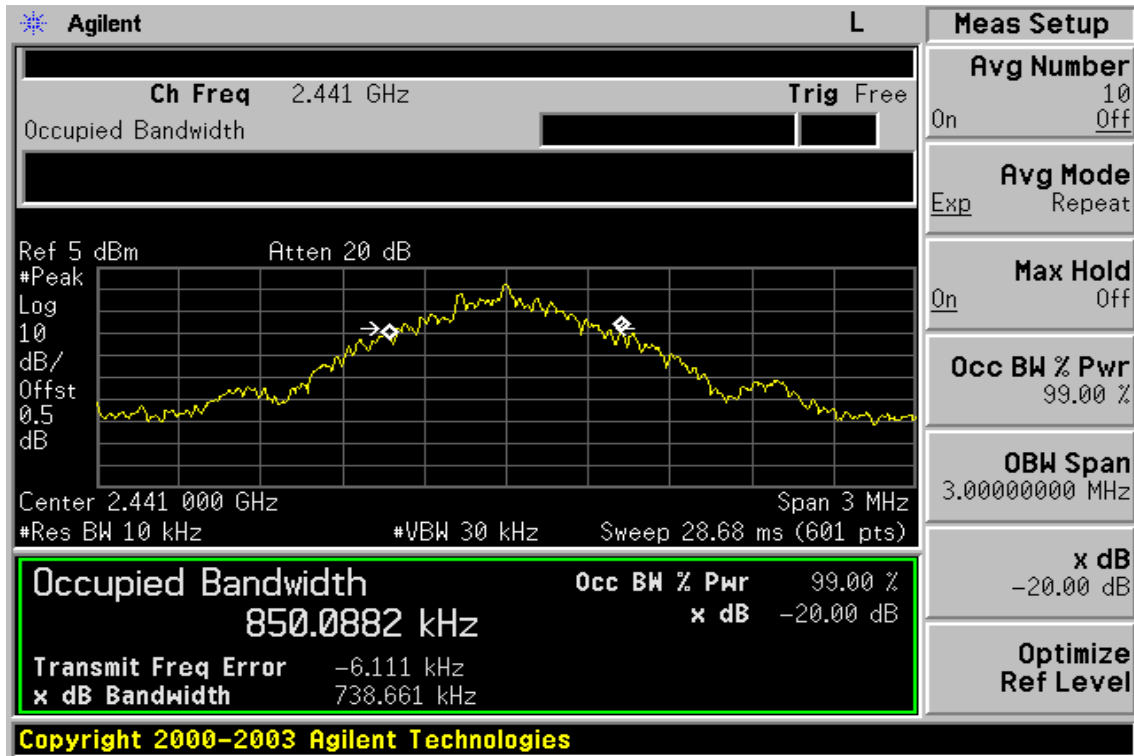 Agilent L
Meas Setup
Ch Freq 2.441 GHz Trig Free
Occupied Bandwidth
Ref 5 dBm Atten 20 dB
#Peak
Log
10
dB/
Offst
0.5
dB
Center 2.441 000 GHz Span 3 MHz
#Res BW 10 kHz #VBW 30 kHz Sweep 28.68 ms (601 pts)
Occupied Bandwidth Occ BW % Pwr 99.00 %
850.0882 kHz x dB -20.00 dB
Transmit Freq Error -6.111 kHz
x dB Bandwidth 738.661 kHz
Avg Number
10
On Off
Avg Mode
Exp Repeat
Max Hold
On Off
Occ BW % Pwr
99.00 %
OBW Span
3.00000000 MHz
x dB
-20.00 dB
Optimize
Ref Level
Copyright 2000-2003 Agilent Technologies